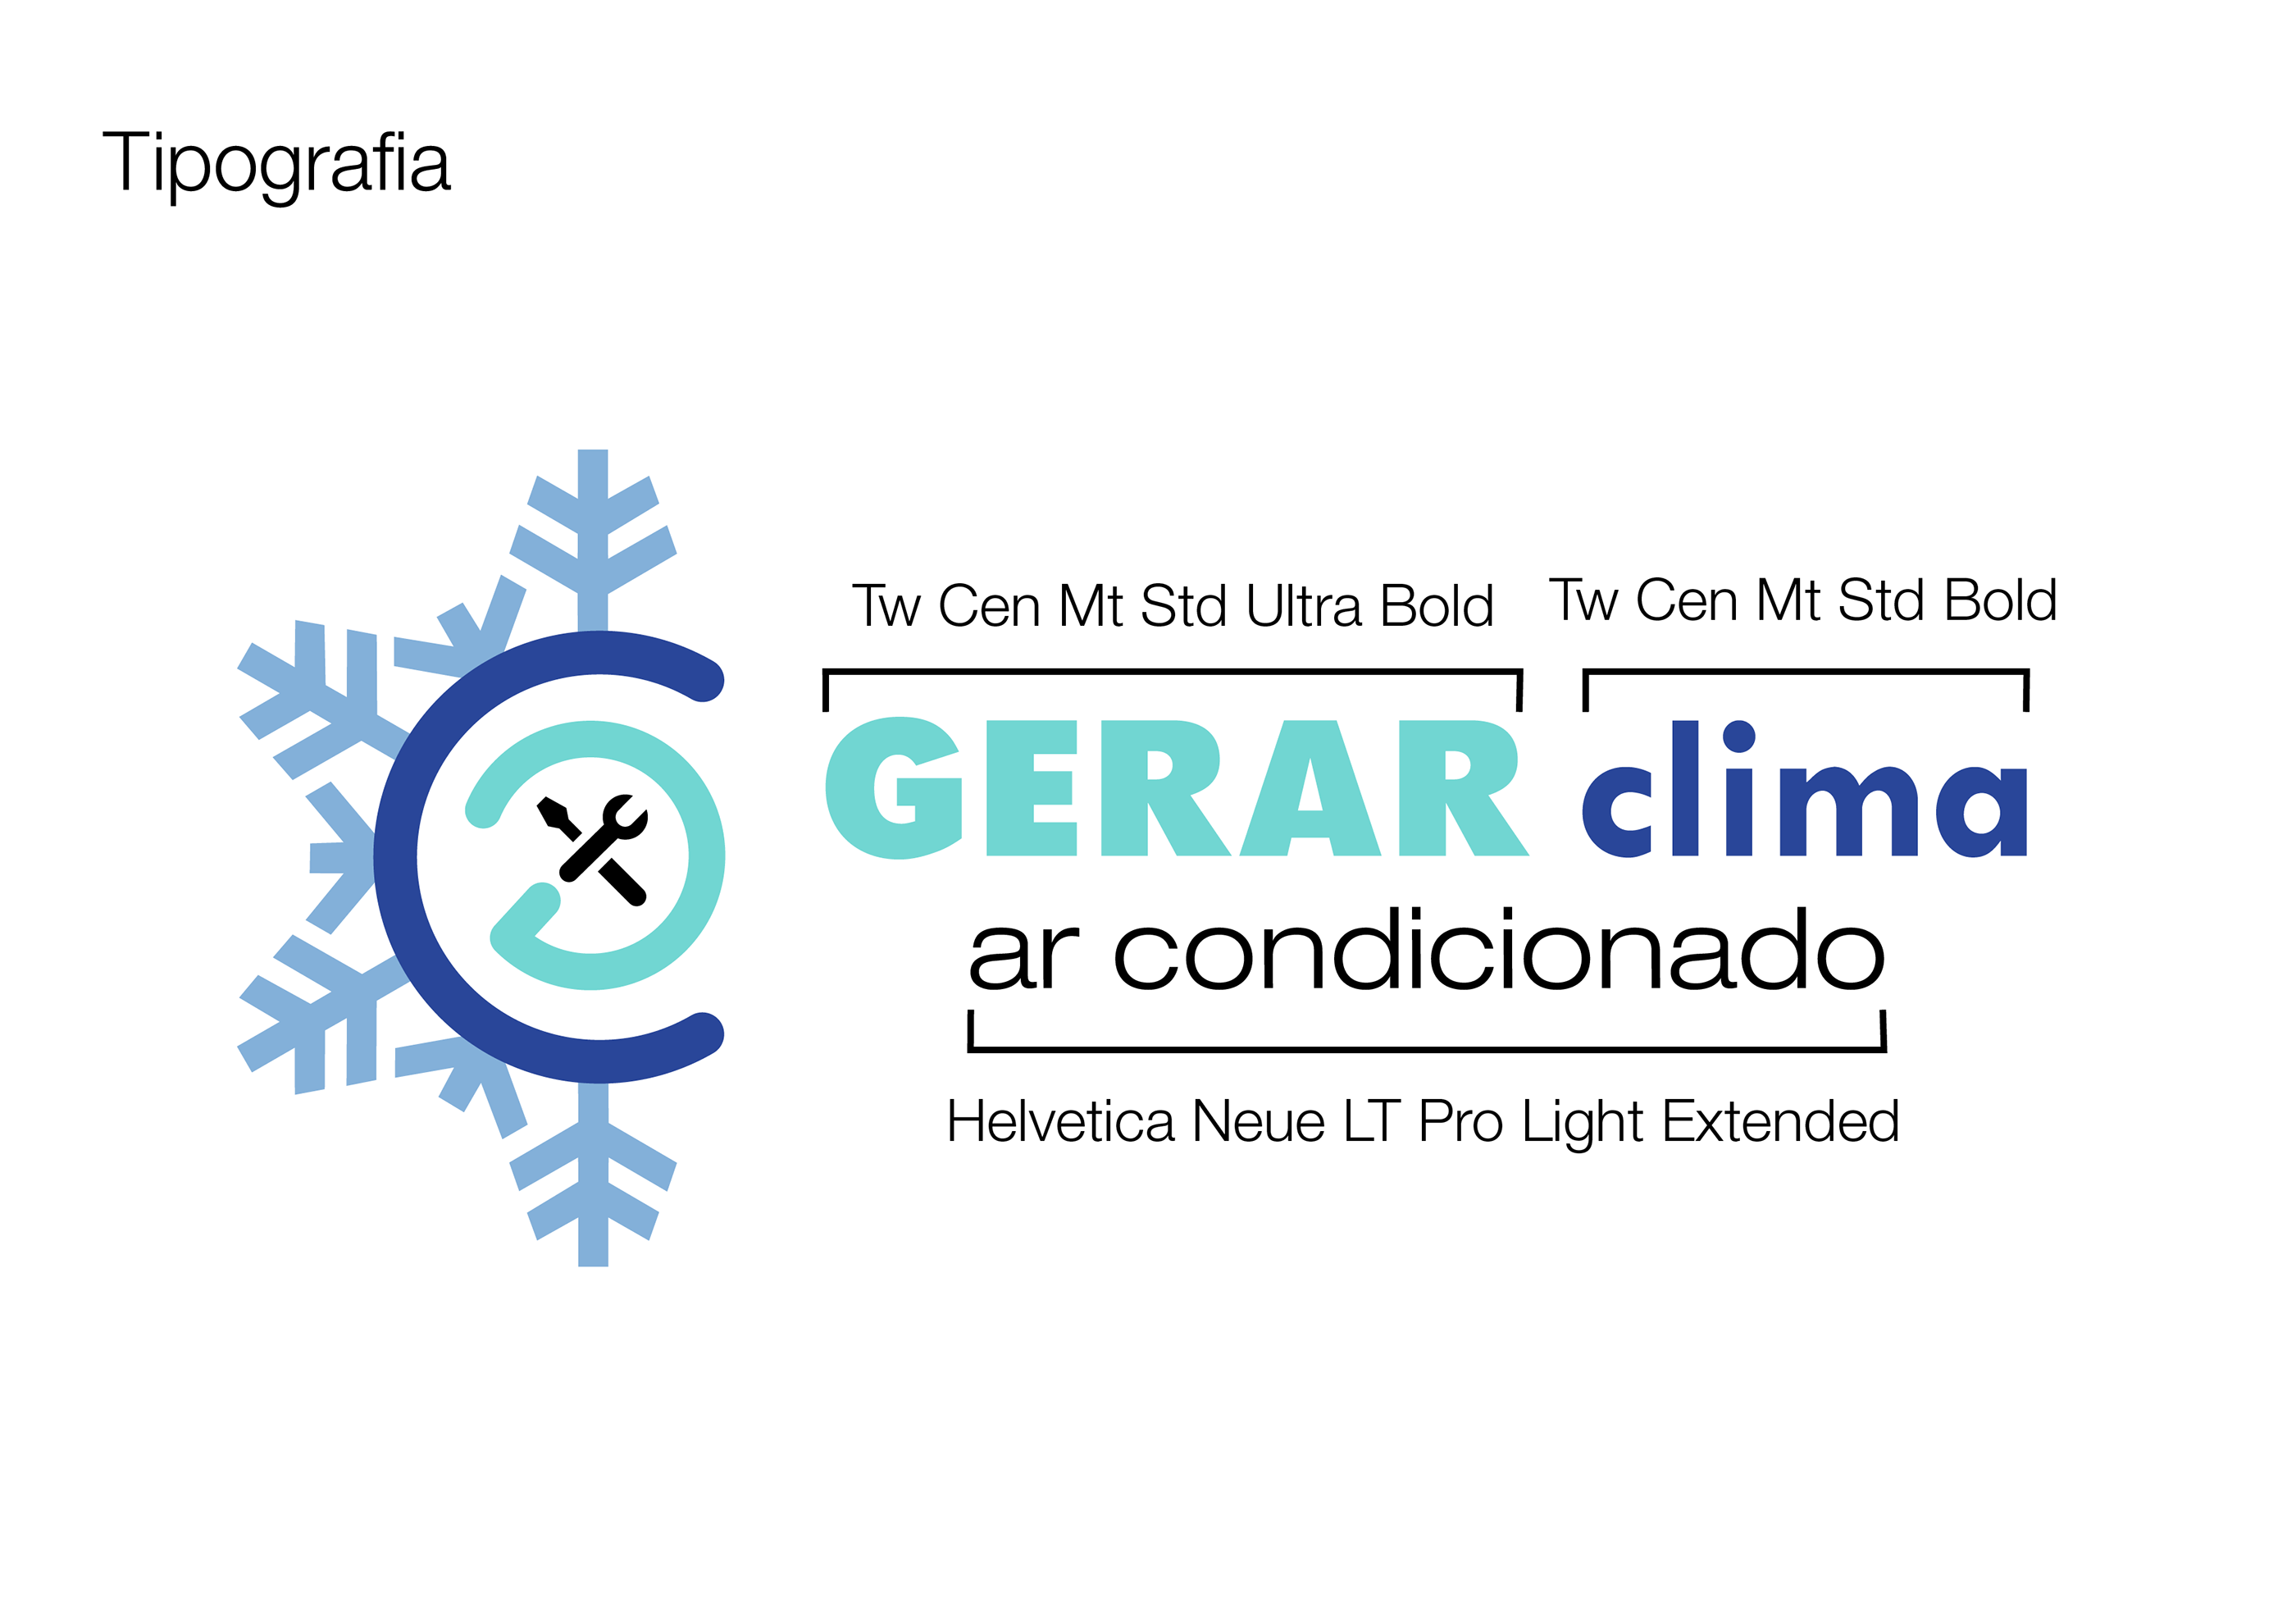 Tipografia
Tw Cen Mt Std Ultra Bold
Tw Cen Mt Std Bold
GERAR clima
ar condicionado
Helvetica Neue LT Pro Light Extended